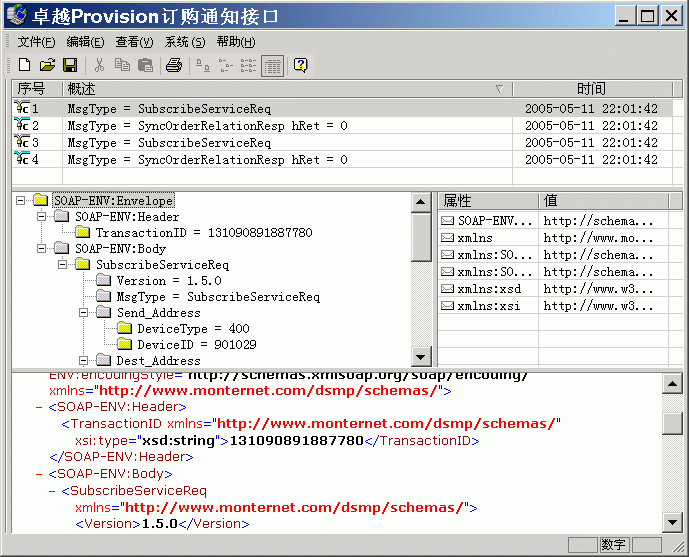 卓越Provision订购通知接口
文件(F) 编辑(E) 查看(V) 系统(S) 帮助(H)
序号 概述 时间
1 MsgType = SubscribeServiceReq 2005-05-11 22:01:42
2 MsgType = SyncOrderRelationResp hRet = 0 2005-05-11 22:01:42
3 MsgType = SubscribeServiceReq 2005-05-11 22:01:42
4 MsgType = SyncOrderRelationResp hRet = 0 2005-05-11 22:01:42
SOAP-ENV:Envelope
SOAP-ENV:Header
TransactionID = 131090891887780
SOAP-ENV:Body
SubscribeServiceReq
Version = 1.5.0
MsgType = SubscribeServiceReq
Send_Address
DeviceType = 400
DeviceID = 901029
Dest_Address
属性 值
SOAP-ENV... http://schema...
xmlns http://www.mo...
xmlns:SO... http://schema...
xmlns:SO... http://schema...
xmlns:xsd http://www.w3...
xmlns:xsi http://www.w3...
ENV:encodingStyle="http://schemas.xmlsoap.org/soap/encoding/"
xmlns="http://www.monternet.com/dsmp/schemas/">
- <SOAP-ENV:Header>
<TransactionID xmlns="http://www.monternet.com/dsmp/schemas/"
xsi:type="xsd:string">131090891887780</TransactionID>
</SOAP-ENV:Header>
- <SOAP-ENV:Body>
- <SubscribeServiceReq
xmlns="http://www.monternet.com/dsmp/schemas/">
<Version>1.5.0</Version>
数字